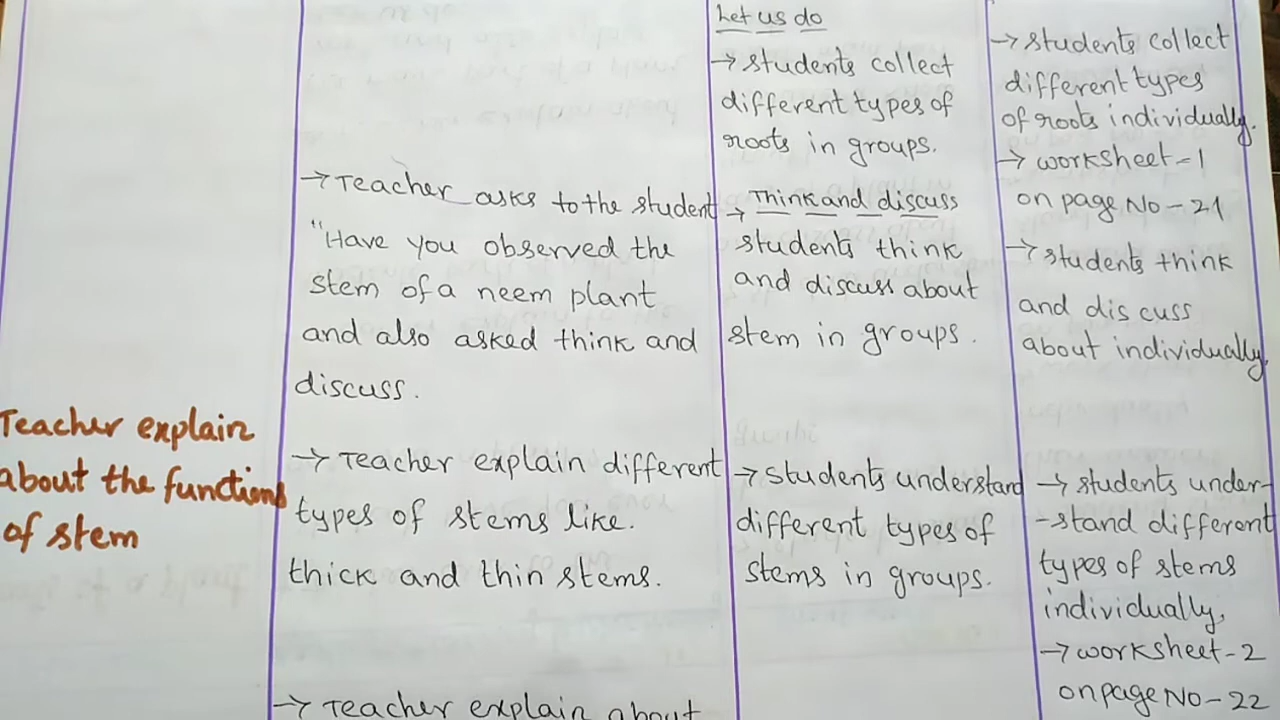 Let us do
→ students collect
different types of
roots in groups.
→ students collect
different types
of roots individually.
→ worksheet-1
on page No-21
→ Teacher asks to the student
"Have you observed the
stem of a neem plant
and also asked think and
discuss.
→ Think and discuss
students think
and discuss about
stem in groups.
→ students think
and dis cuss
about individually,
Teacher explain
about the functions
of stem
→ Teacher explain different
types of stems like.
thick and thin stems.
→ students understand
different types of
stems in groups.
→ students under-
-stand different
types of stems
individually,
→ worksheet-2
on page No-22
→ Teacher explain about